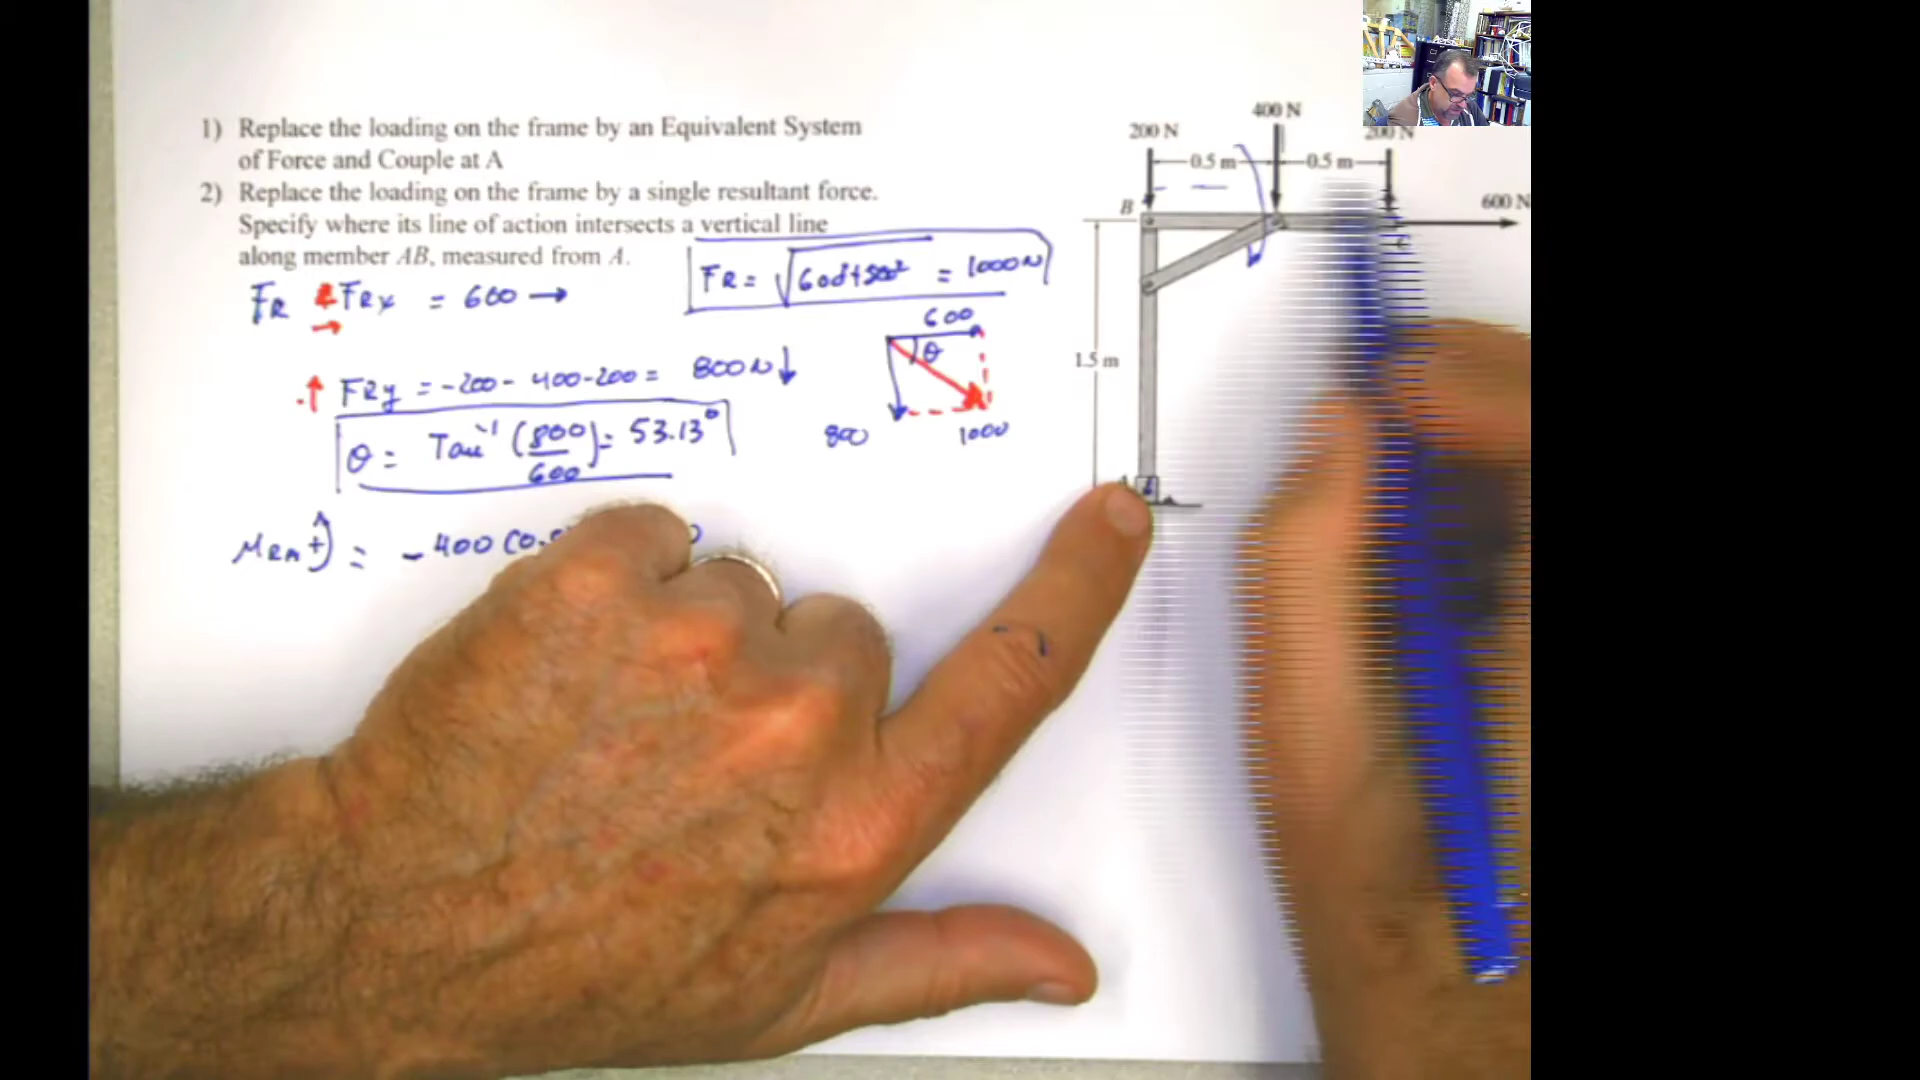 1) Replace the loading on the frame by an Equivalent System
of Force and Couple at A
2) Replace the loading on the frame by a single resultant force.
Specify where its line of action intersects a vertical line
along member AB, measured from A.
FR FRx = 600 →
FR = √600²+800² = 1000N
FRy = -200 - 400 - 200 = 800N ↓
θ = Tan⁻¹ (800/600) = 53.13°
600
θ
800
1000
MRA +) = - 400 (0.
400 N
200 N
200 N
0.5 m
0.5 m
600 N
B
1.5 m